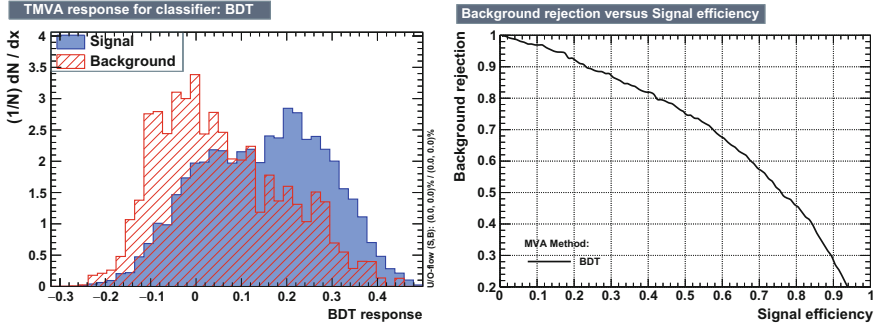 TMVA response for classifier: BDT
(1/N) dN / dx
4
3.5
3
2.5
2
1.5
1
0.5
0
Signal
Background
U/O-flow (S,B): (0.0, 0.0)% / (0.0, 0.0)%
−0.3 −0.2 −0.1 0 0.1 0.2 0.3 0.4
BDT response
Background rejection versus Signal efficiency
Background rejection
1
0.9
0.8
0.7
0.6
0.5
0.4
0.3
0.2
MVA Method:
BDT
0 0.1 0.2 0.3 0.4 0.5 0.6 0.7 0.8 0.9 1
Signal efficiency